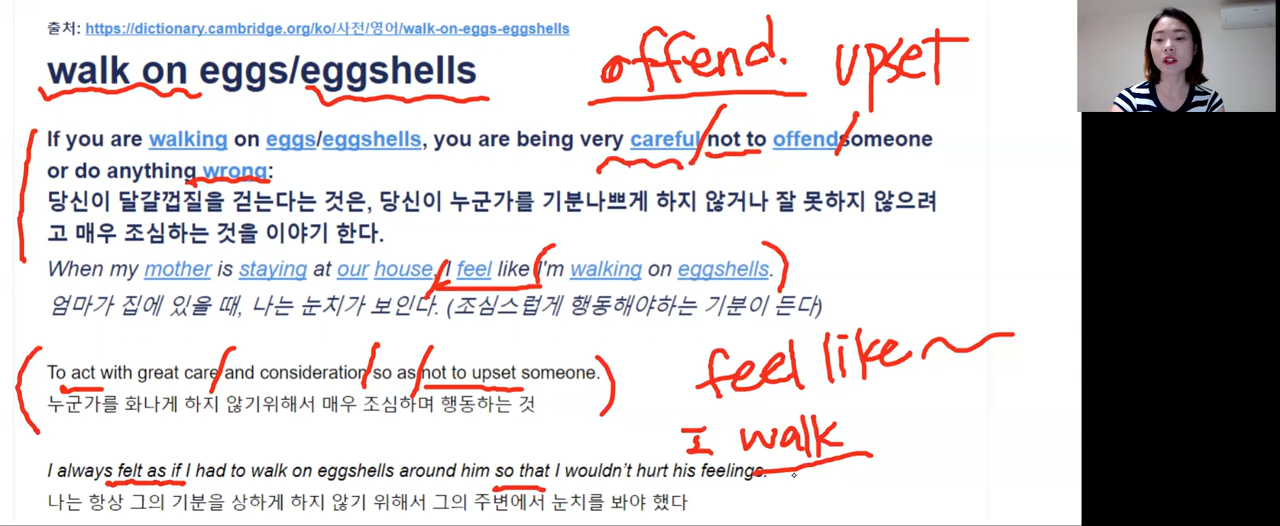 출처: https://dictionary.cambridge.org/ko/사전/영어/walk-on-eggs-eggshells
offend. upset
walk on eggs/eggshells
If you are walking on eggs/eggshells, you are being very careful not to offend someone
or do anything wrong:
당신이 달걀껍질을 걷는다는 것은, 당신이 누군가를 기분나쁘게 하지 않거나 잘 못하지 않으려
고 매우 조심하는 것을 이야기 한다.
When my mother is staying at our house, I feel like I'm walking on eggshells.
엄마가 집에 있을 때, 나는 눈치가 보인다. (조심스럽게 행동해야하는 기분이 든다)
feel like ~
To act with great care and consideration so as not to upset someone.
누군가를 화나게 하지 않기위해서 매우 조심하며 행동하는 것
I walk
I always felt as if I had to walk on eggshells around him so that I wouldn't hurt his feelings.
나는 항상 그의 기분을 상하게 하지 않기 위해서 그의 주변에서 눈치를 봐야 했다